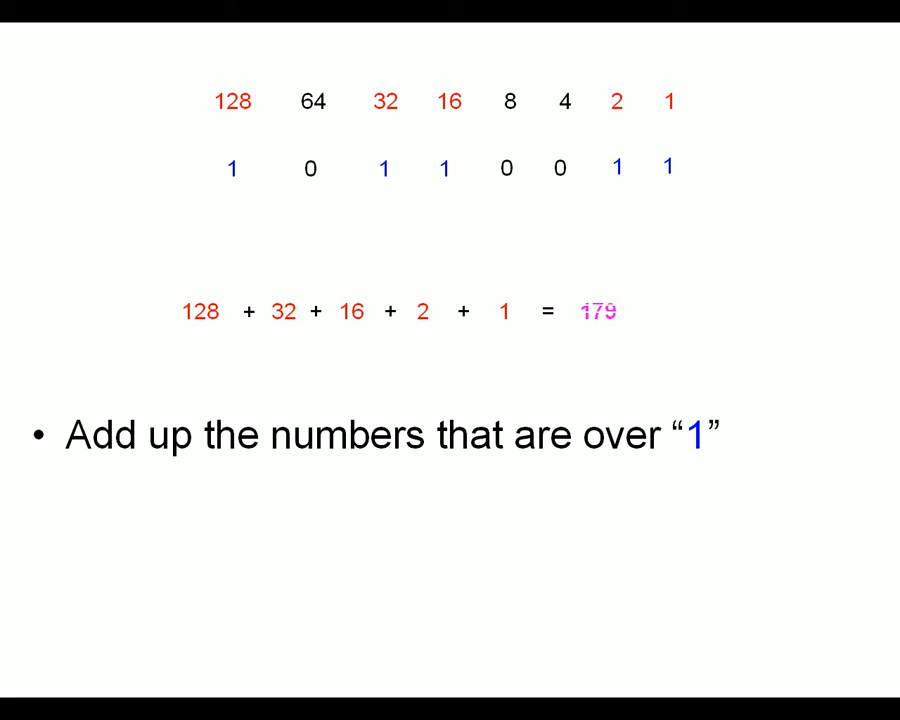 128 64 32 16 8 4 2 1
1 0 1 1 0 0 1 1
128 + 32 + 16 + 2 + 1 = 179
• Add up the numbers that are over “1”